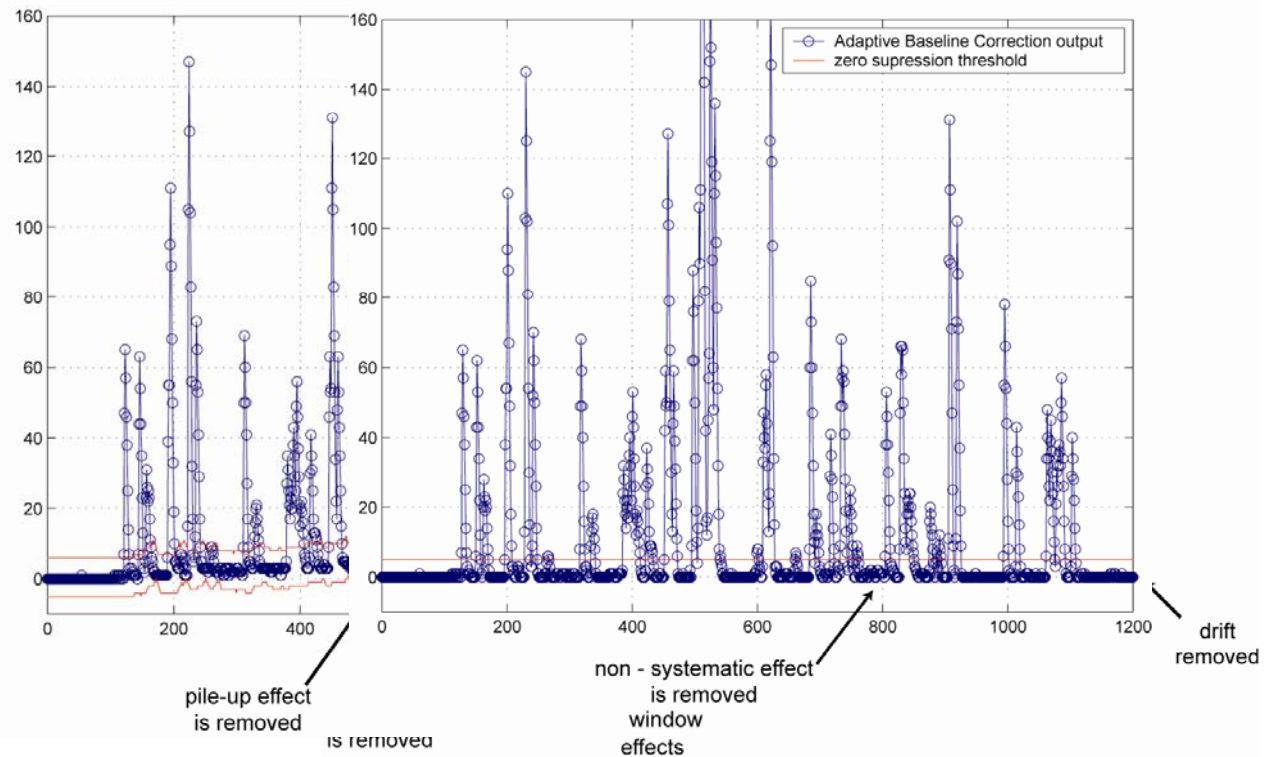 160
140
120
100
80
60
40
20
0
0
200
400
160
140
120
100
80
60
40
20
0
0
200
400
600
800
1000
1200
Adaptive Baseline Correction output
zero supression threshold
pile-up effect
is removed
is removed
non - systematic effect
is removed
window
effects
drift
removed